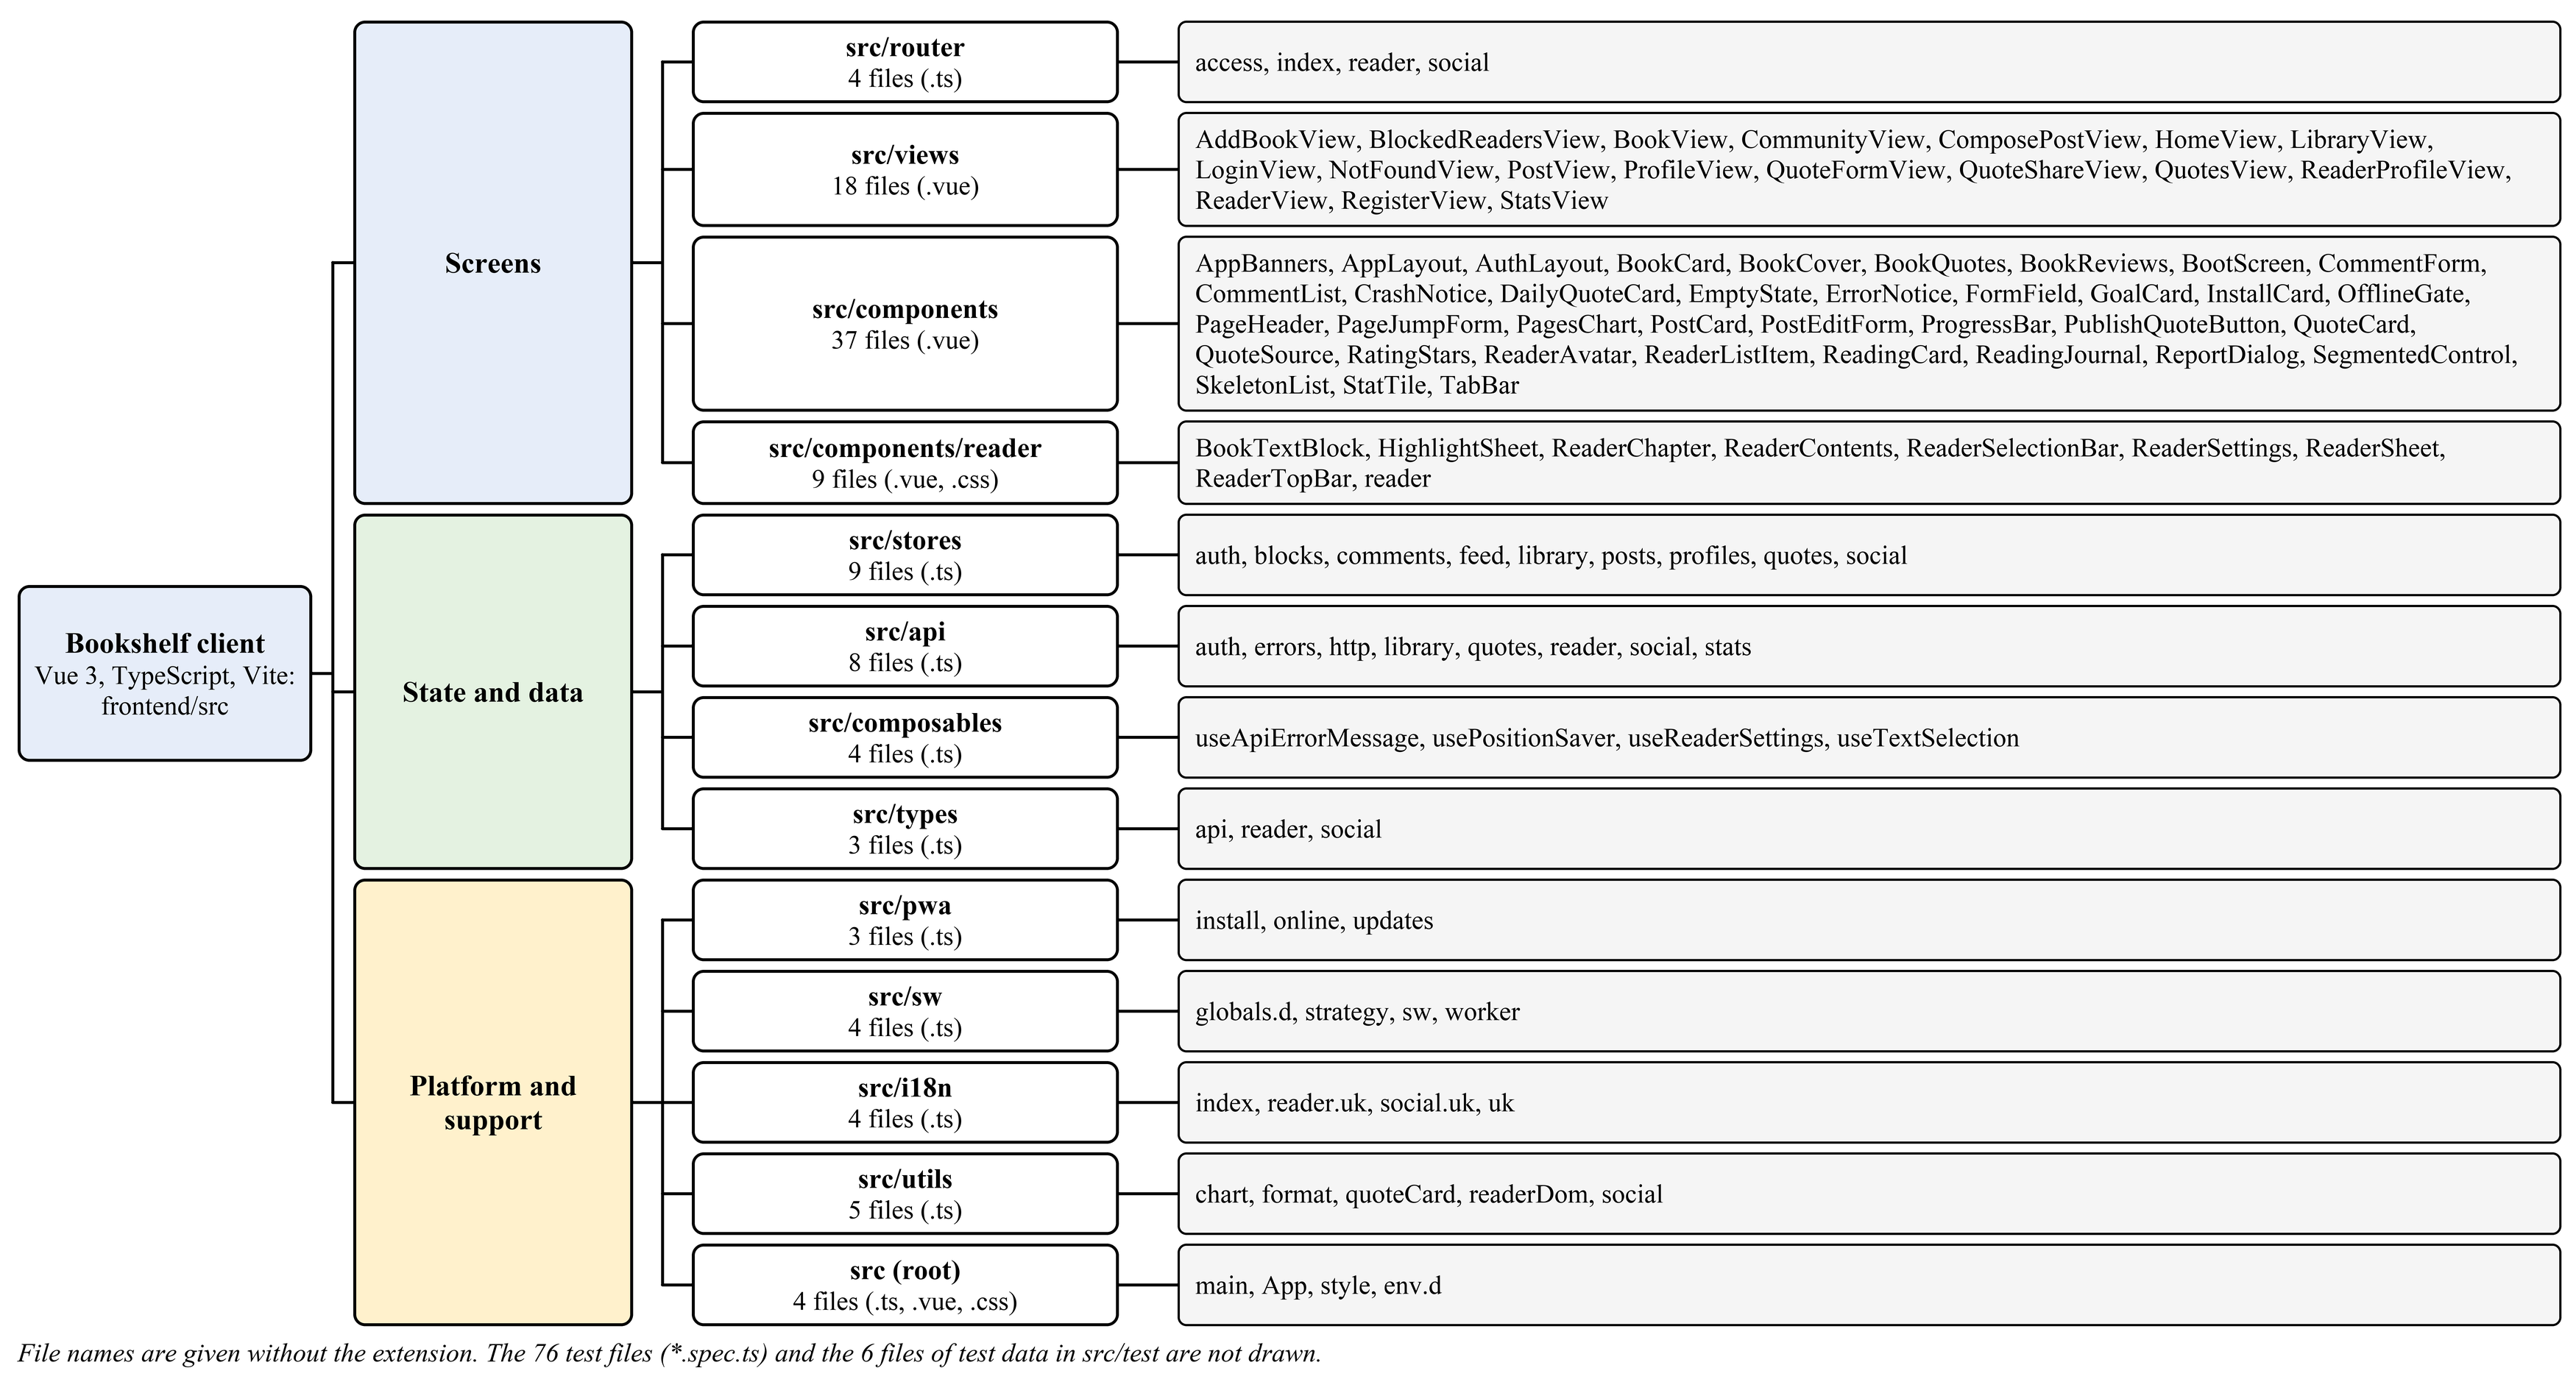 Bookshelf client
Vue 3, TypeScript, Vite:
frontend/src
Screens
src/router
4 files (.ts)
access, index, reader, social
src/views
18 files (.vue)
AddBookView, BlockedReadersView, BookView, CommunityView, ComposePostView, HomeView, LibraryView,
LoginView, NotFoundView, PostView, ProfileView, QuoteFormView, QuoteShareView, QuotesView, ReaderProfileView,
ReaderView, RegisterView, StatsView
src/components
37 files (.vue)
AppBanners, AppLayout, AuthLayout, BookCard, BookCover, BookQuotes, BookReviews, BootScreen, CommentForm,
CommentList, CrashNotice, DailyQuoteCard, EmptyState, ErrorNotice, FormField, GoalCard, InstallCard, OfflineGate,
PageHeader, PageJumpForm, PagesChart, PostCard, PostEditForm, ProgressBar, PublishQuoteButton, QuoteCard,
QuoteSource, RatingStars, ReaderAvatar, ReaderListItem, ReadingCard, ReadingJournal, ReportDialog, SegmentedControl,
SkeletonList, StatTile, TabBar
src/components/reader
9 files (.vue, .css)
BookTextBlock, HighlightSheet, ReaderChapter, ReaderContents, ReaderSelectionBar, ReaderSettings, ReaderSheet,
ReaderTopBar, reader
State and data
src/stores
9 files (.ts)
auth, blocks, comments, feed, library, posts, profiles, quotes, social
src/api
8 files (.ts)
auth, errors, http, library, quotes, reader, social, stats
src/composables
4 files (.ts)
useApiErrorMessage, usePositionSaver, useReaderSettings, useTextSelection
src/types
3 files (.ts)
api, reader, social
Platform and
support
src/pwa
3 files (.ts)
install, online, updates
src/sw
4 files (.ts)
globals.d, strategy, sw, worker
src/i18n
4 files (.ts)
index, reader.uk, social.uk, uk
src/utils
5 files (.ts)
chart, format, quoteCard, readerDom, social
src (root)
4 files (.ts, .vue, .css)
main, App, style, env.d
File names are given without the extension. The 76 test files (*.spec.ts) and the 6 files of test data in src/test are not drawn.